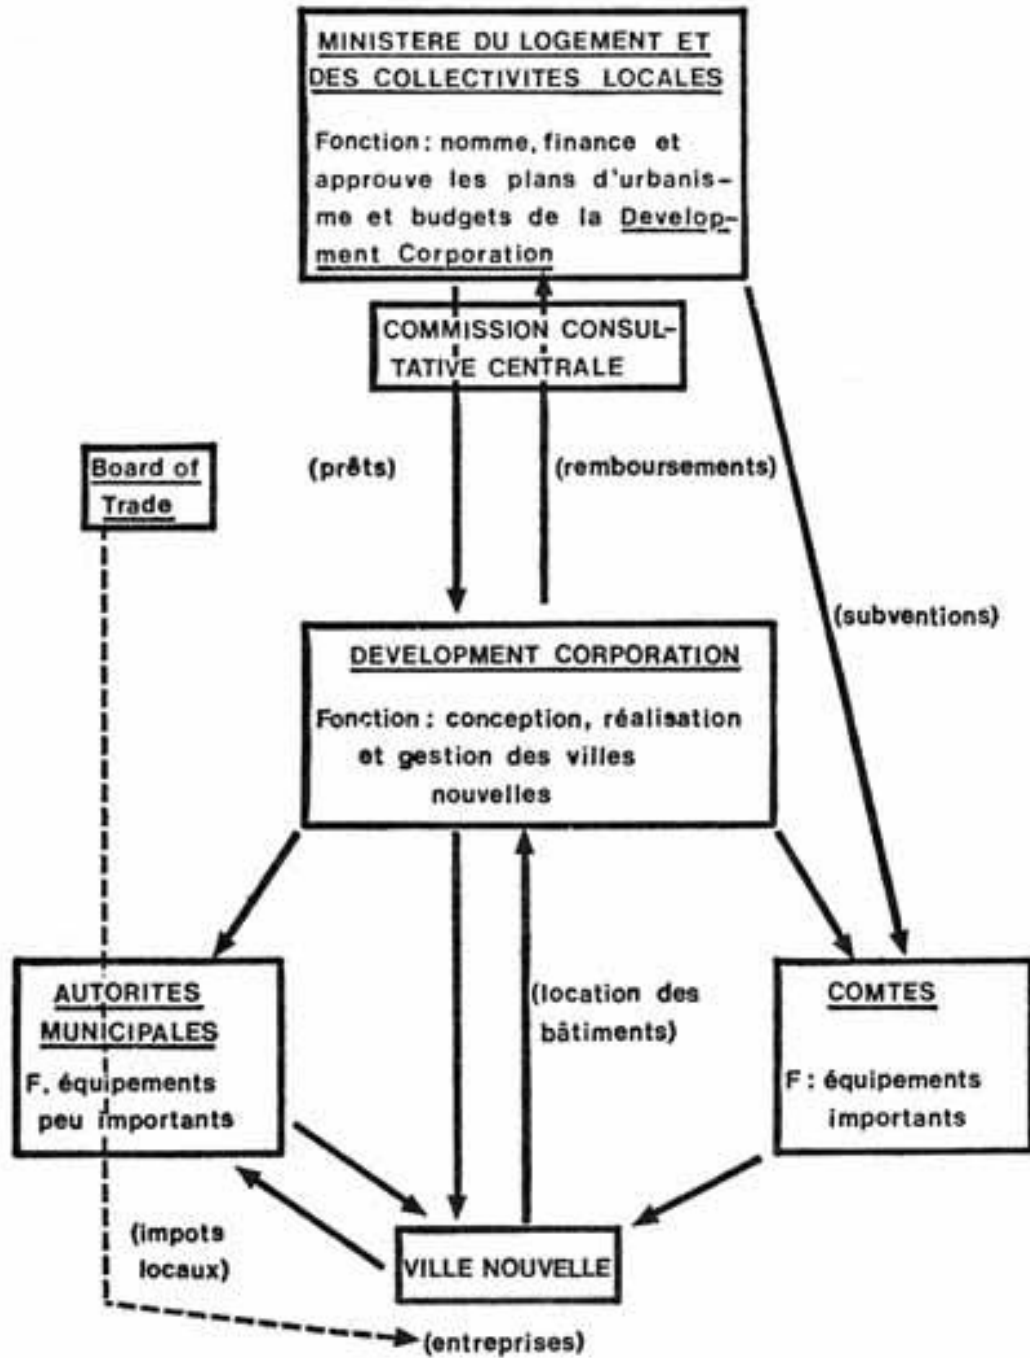 MINISTERE DU LOGEMENT ET
DES COLLECTIVITES LOCALES
Fonction : nomme, finance et
approuve les plans d'urbanis-
me et budgets de la Develop-
ment Corporation
COMMISSION CONSUL-
TATIVE CENTRALE
Board of
Trade
(prêts)
(remboursements)
(subventions)
DEVELOPMENT CORPORATION
Fonction : conception, réalisation
et gestion des villes
nouvelles
AUTORITES
MUNICIPALES
F. équipements
peu importants
(location des
bâtiments)
COMTES
F : équipements
importants
(impots
locaux)
VILLE NOUVELLE
(entreprises)